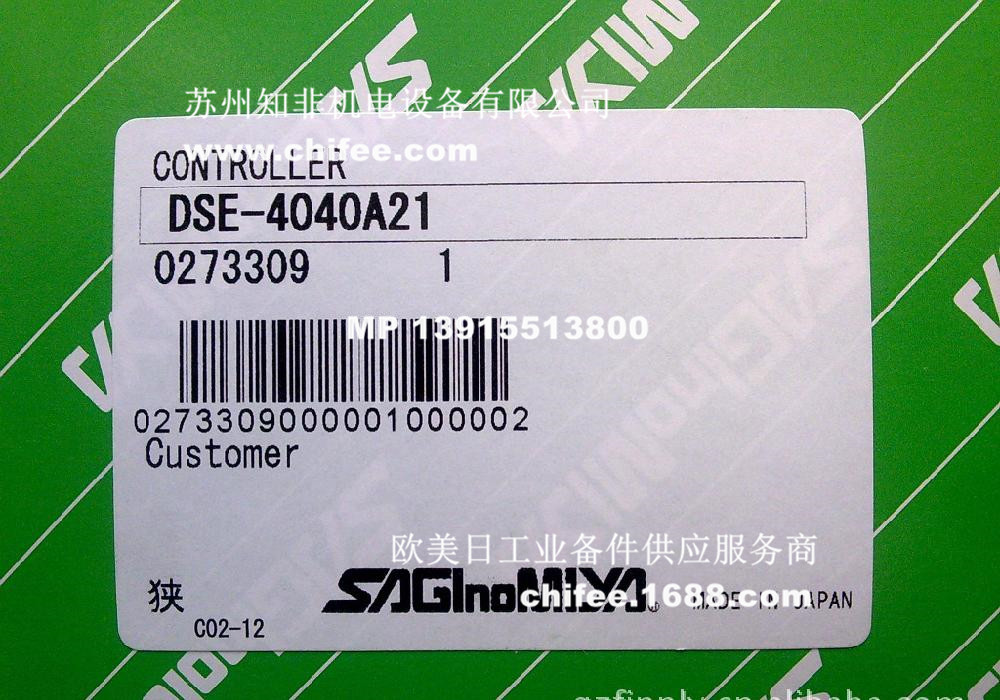 苏州知非机电设备有限公司
www.chifee.com
CONTROLLER
DSE-4040A21
0273309 1
MP 13915513800
0273309000001000002
Customer
欧美日工业备件供应服务商
狭 SAGInoMIYA chifee.1688.com MADE IN JAPAN
C02-12